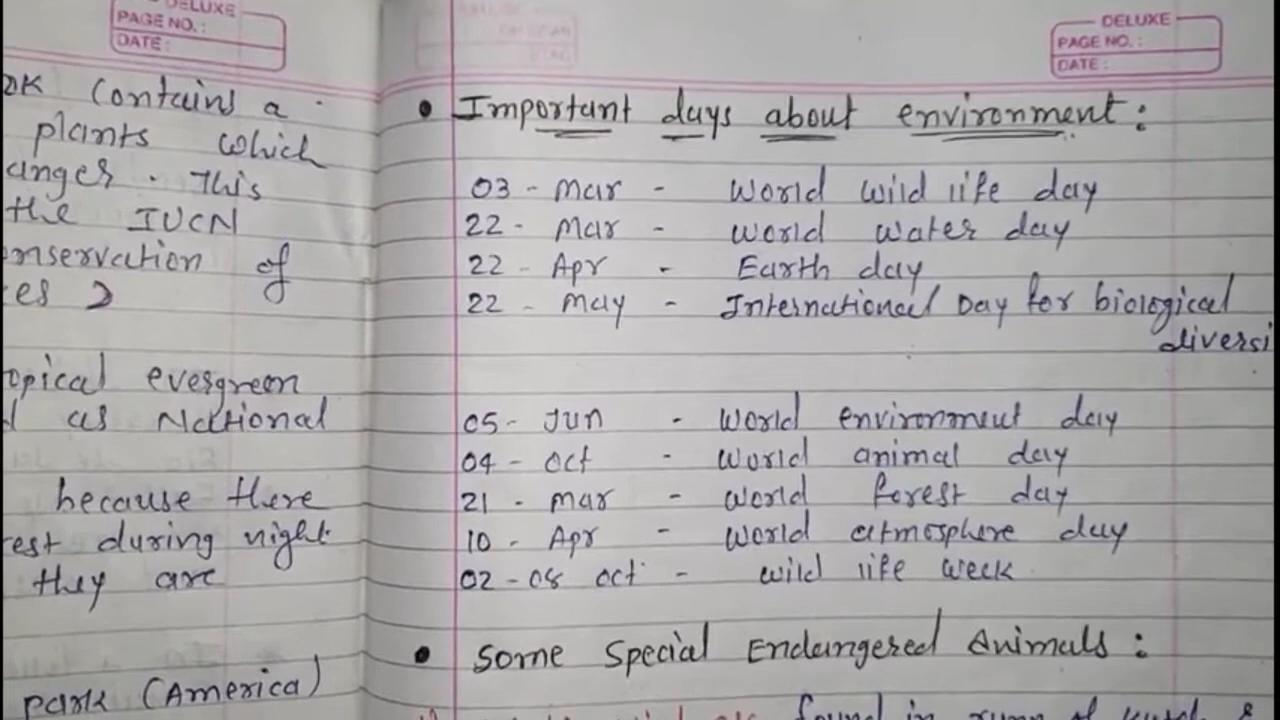 DELUXE
PAGE NO. :
DATE :
contains a
plants which
anger. This
the IUCN
onservation of
opical evergreen
as National
because there
est during night
they are
park (America)
DELUXE
PAGE NO. :
DATE :
• Important days about environment :
03 - Mar - World wild life day
22 - Mar - World water day
22 - Apr - Earth day
22 - May - International Day for biological
diversi
05 - Jun - World environment day
04 - Oct - World animal day
21 - Mar - World forest day
10 - Apr - World atmosphere day
02 - 08 Oct - wild life week
• Some Special Endangered Animals :
found in